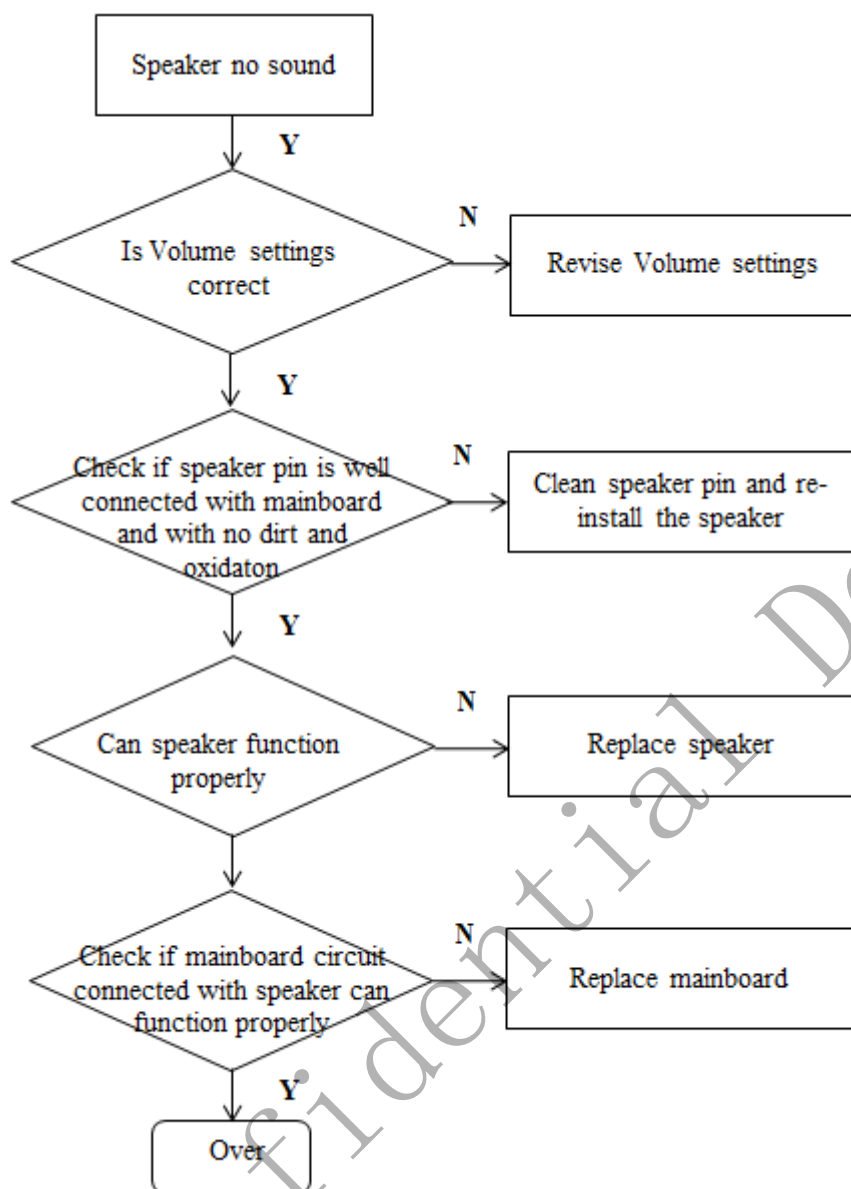 Speaker no sound
Y
Is Volume settings
correct
N
Revise Volume settings
Y
Check if speaker pin is well
connected with mainboard
and with no dirt and
oxidaton
N
Clean speaker pin and re-
install the speaker
Y
Can speaker function
properly
N
Replace speaker
Check if mainboard circuit
connected with speaker can
function properly
N
Replace mainboard
Y
Over
fidential D